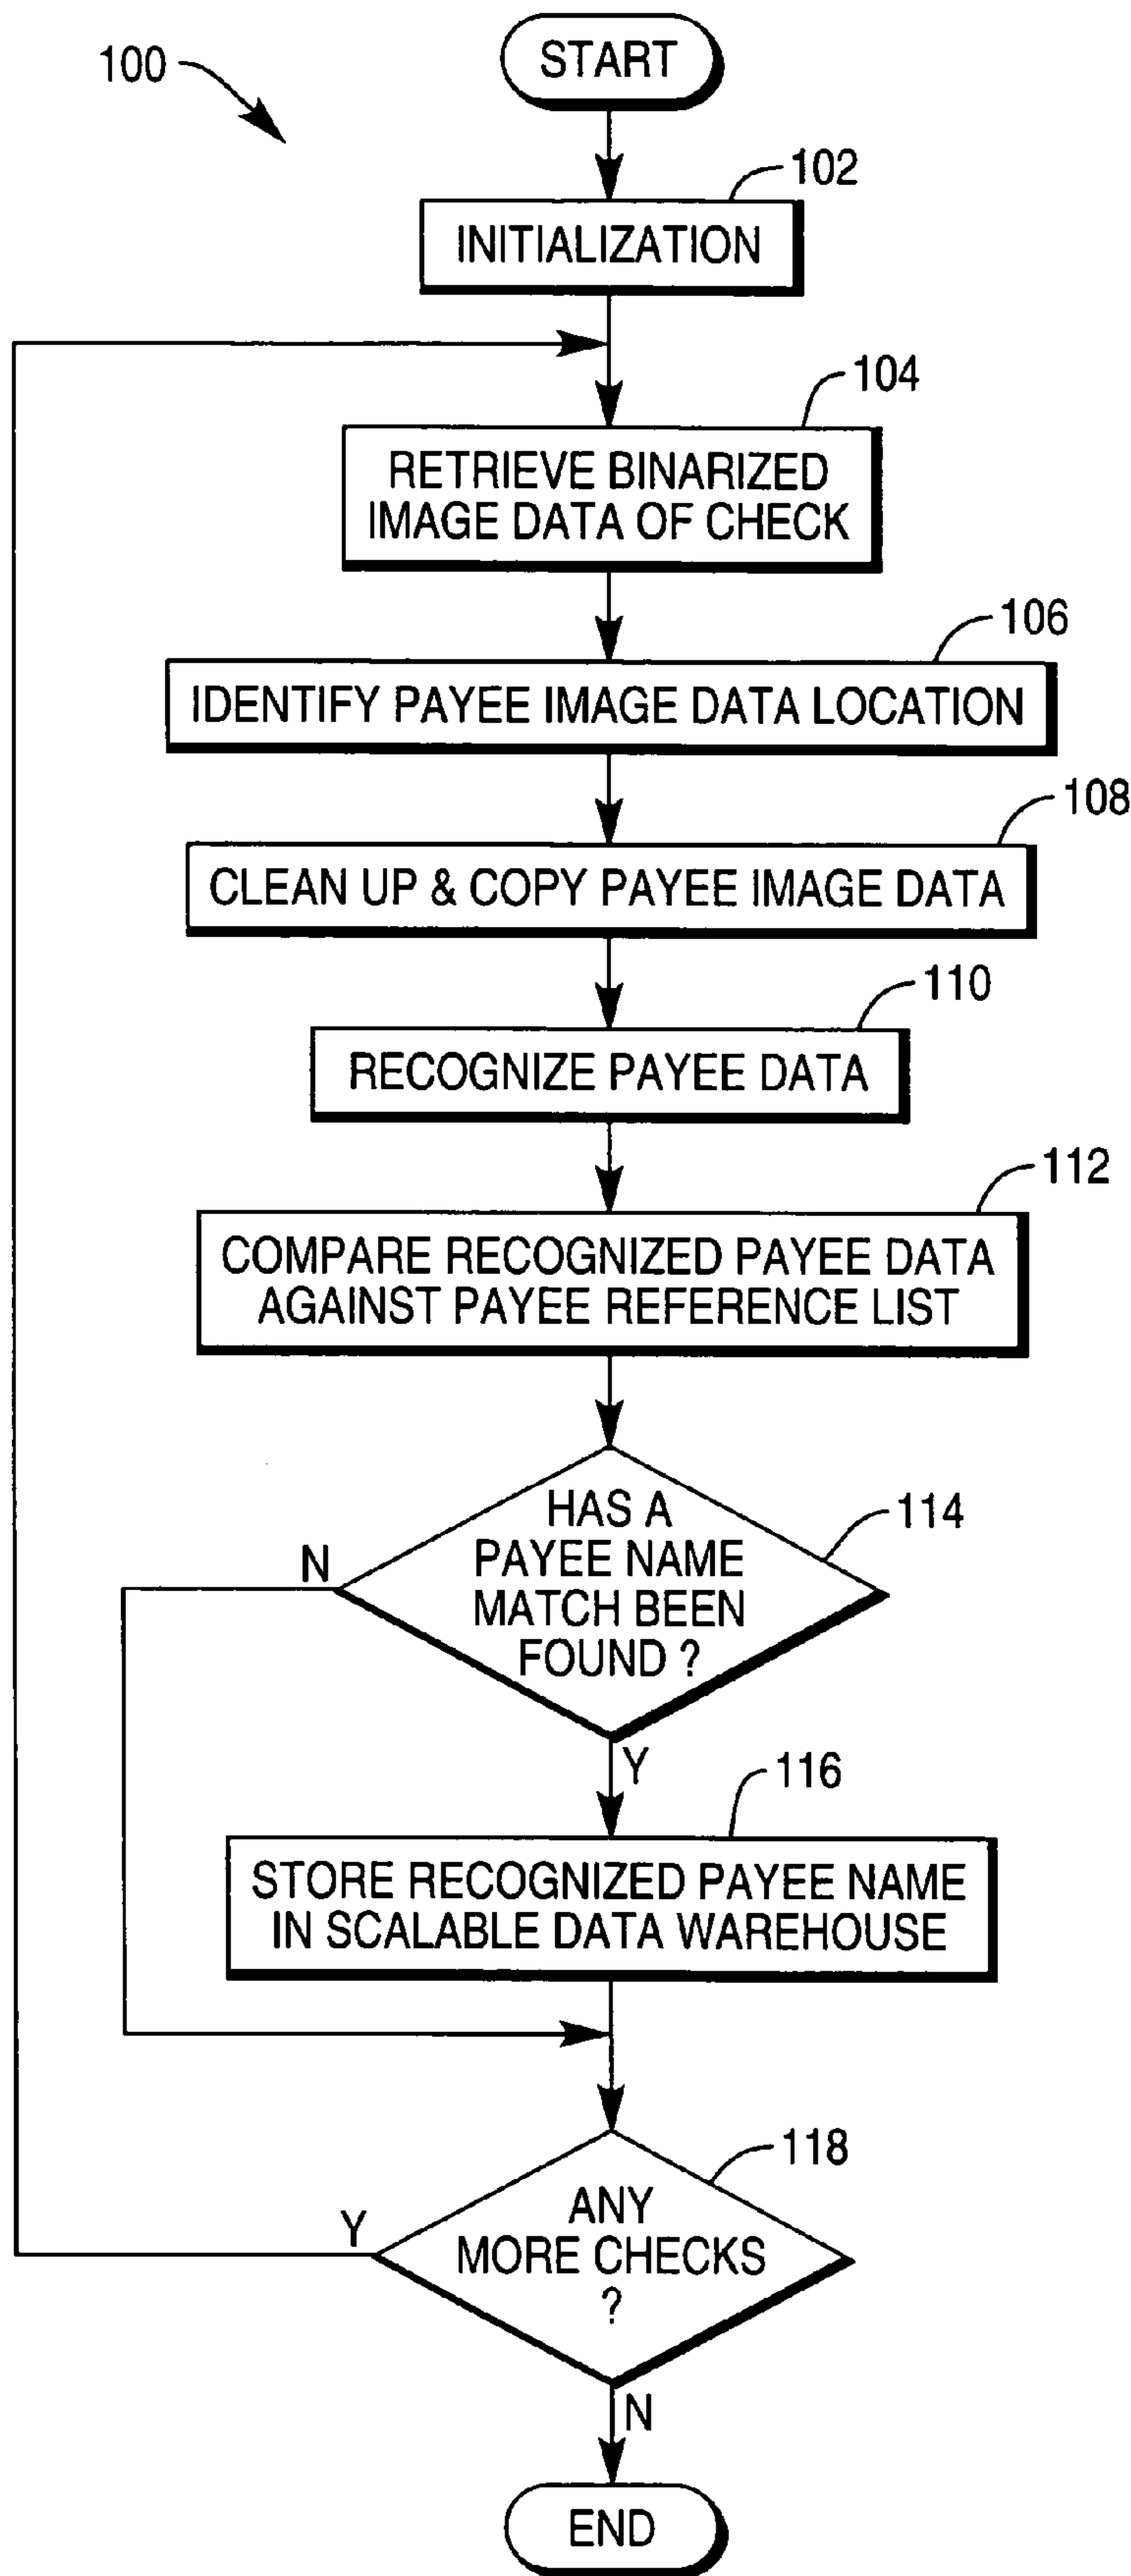 START
100
102
INITIALIZATION
104
RETRIEVE BINARIZED
IMAGE DATA OF CHECK
106
IDENTIFY PAYEE IMAGE DATA LOCATION
108
CLEAN UP & COPY PAYEE IMAGE DATA
110
RECOGNIZE PAYEE DATA
112
COMPARE RECOGNIZED PAYEE DATA
AGAINST PAYEE REFERENCE LIST
114
HAS A
PAYEE NAME
MATCH BEEN
FOUND ?
N
Y
116
STORE RECOGNIZED PAYEE NAME
IN SCALABLE DATA WAREHOUSE
118
ANY
MORE CHECKS
?
Y
N
END